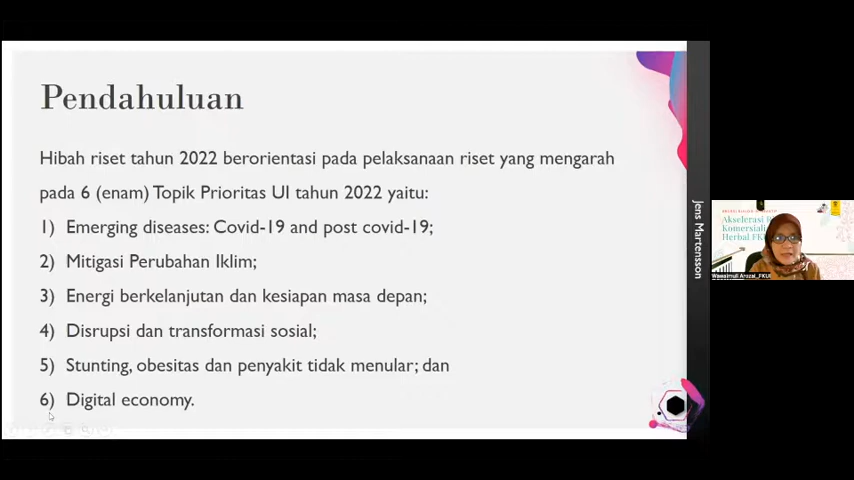 Pendahuluan
Hibah riset tahun 2022 berorientasi pada pelaksanaan riset yang mengarah
pada 6 (enam) Topik Prioritas UI tahun 2022 yaitu:
1) Emerging diseases: Covid-19 and post covid-19;
2) Mitigasi Perubahan Iklim;
3) Energi berkelanjutan dan kesiapan masa depan;
4) Disrupsi dan transformasi sosial;
5) Stunting, obesitas dan penyakit tidak menular; dan
6) Digital economy.
Jens Martensson
Akselerasi
Komersiali
Herbal FKU